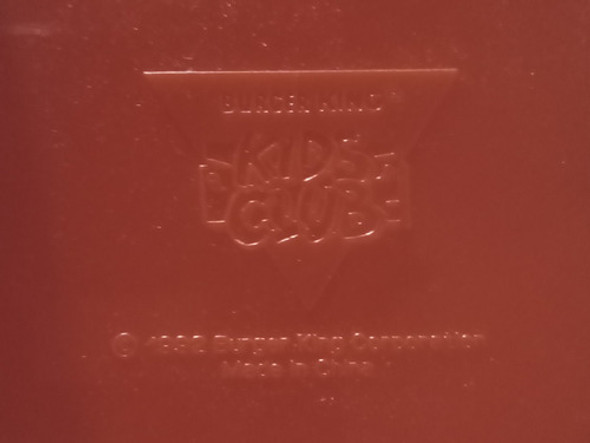 BURGER KING
KIDS
CLUB
© Burger King Corporation
Made in China